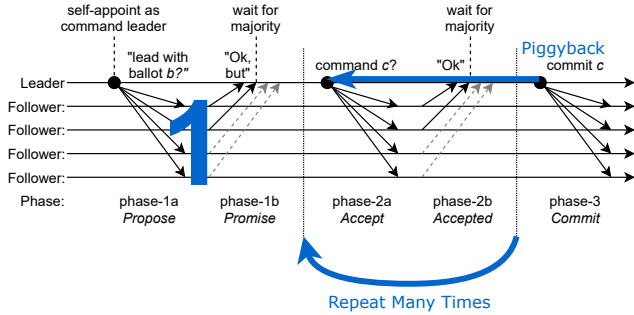 self-appoint as
command leader
wait for
majority
wait for
majority
"lead with
ballot b?"
"Ok,
but"
command c?
"Ok"
Piggyback
commit c
Leader
Follower:
Follower:
Follower:
Follower:
1
Phase:
phase-1a
Propose
phase-1b
Promise
phase-2a
Accept
phase-2b
Accepted
phase-3
Commit
Repeat Many Times